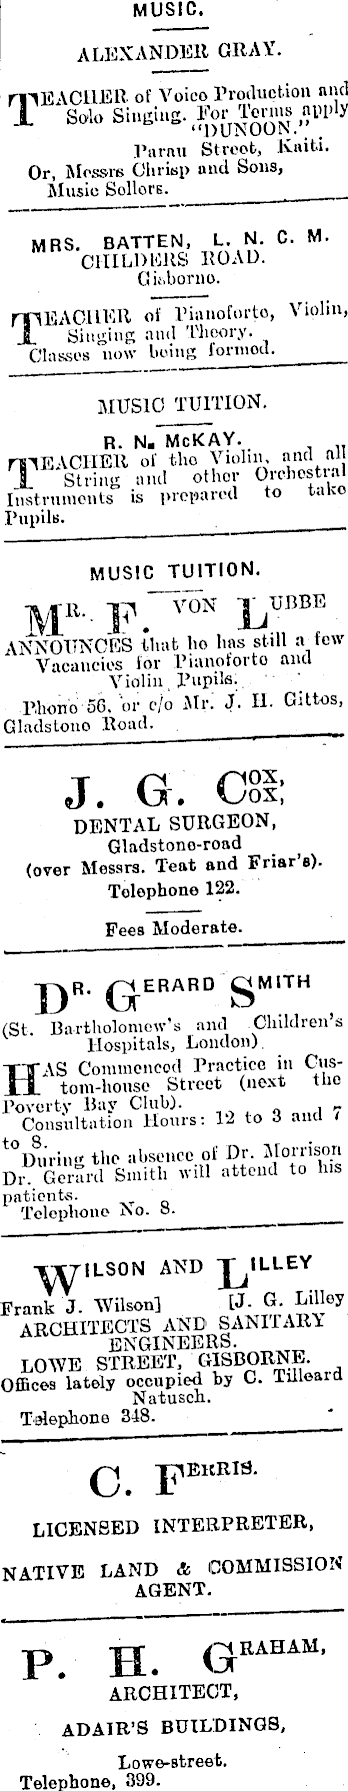 MUSIC.
ALEXANDER GRAY.
TEACHER of Voice Production and
Solo Singing. For Terms apply
"DUNOON."
Parau Street, Kaiti.
Or, Messrs Chrisp and Sons,
Music Sellers.
MRS. BATTEN, L. N. C. M.
CHILDERS ROAD.
Gisborne.
TEACHER of Pianoforte, Violin,
Singing and Theory.
Classes now being formed.
MUSIC TUITION.
R. N. McKAY.
TEACHER of the Violin, and all
String and other Orchestral
Instruments is prepared to take
Pupils.
MUSIC TUITION.
MR. F. VON LUBBE
ANNOUNCES that he has still a few
Vacancies for Pianoforte and
Violin Pupils.
Phone 56, or c/o Mr. J. H. Gittos,
Gladstone Road.
J. G. COX,
COX,
DENTAL SURGEON,
Gladstone-road
(over Messrs. Teat and Friar's).
Telephone 122.
Fees Moderate.
DR. GERARD SMITH
(St. Bartholomew's and Children's
Hospitals, London).
HAS Commenced Practice in Cus-
tom-house Street (next the
Poverty Bay Club).
Consultation Hours: 12 to 3 and 7
to 8.
During the absence of Dr. Morrison
Dr. Gerard Smith will attend to his
patients.
Telephone No. 8.
WILSON AND LILLEY
Frank J. Wilson] [J. G. Lilley
ARCHITECTS AND SANITARY
ENGINEERS.
LOWE STREET, GISBORNE.
Offices lately occupied by C. Tilleard
Natusch.
Telephone 348.
C. FERRIS.
LICENSED INTERPRETER,
NATIVE LAND & COMMISSION
AGENT.
P. H. GRAHAM,
ARCHITECT,
ADAIR'S BUILDINGS,
Lowe-street.
Telephone, 399.